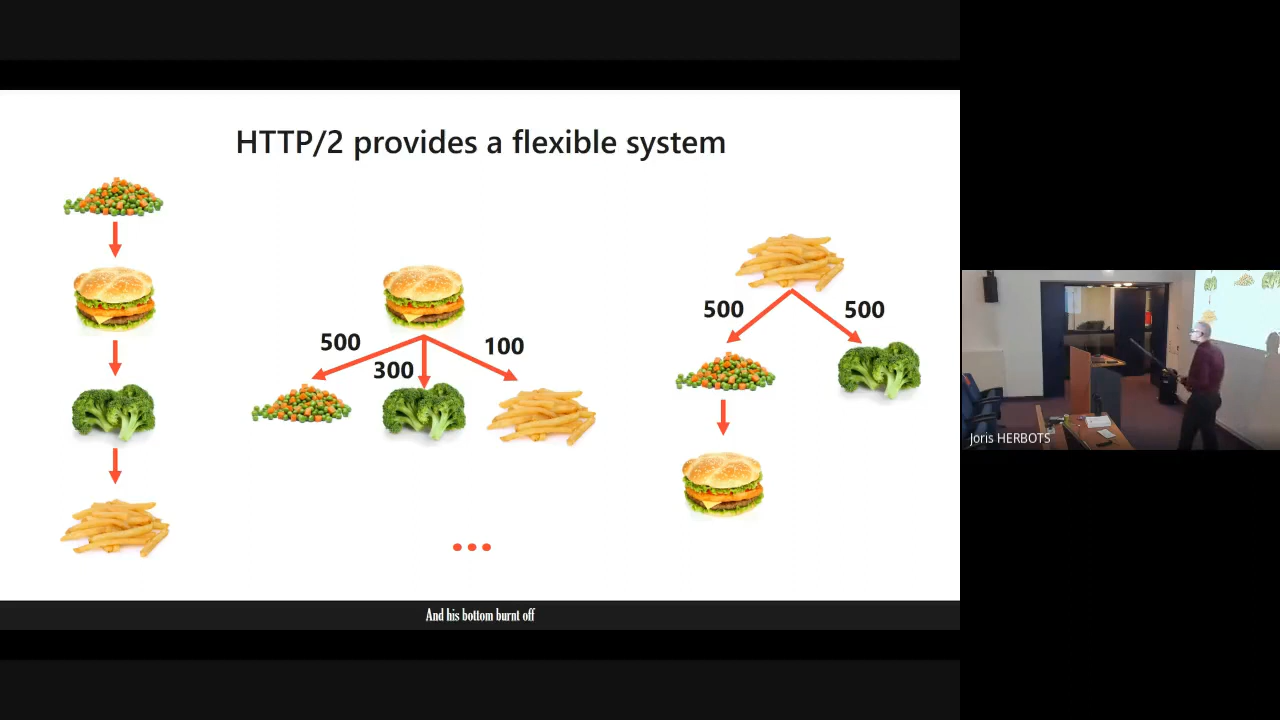 HTTP/2 provides a flexible system
500
300
100
500
500
And his bottom burnt off
Joris HERBOTS